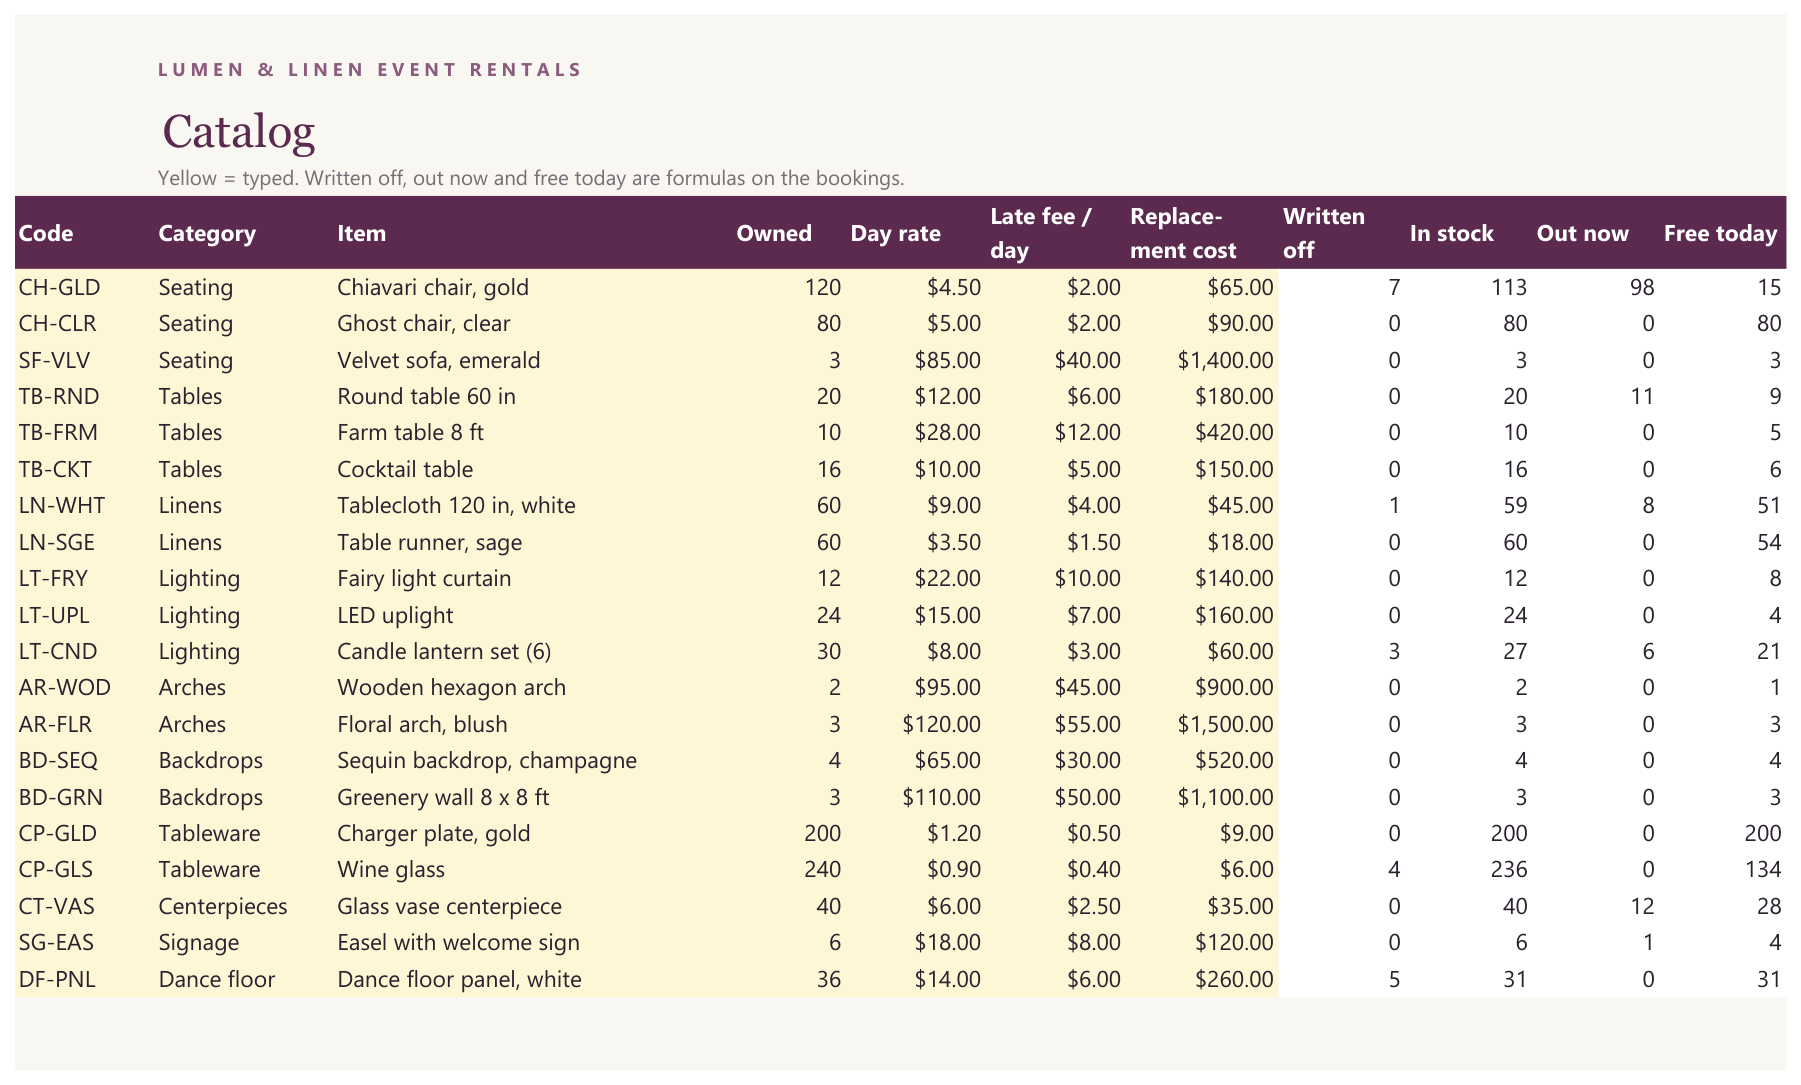 LUMEN & LINEN EVENT RENTALS
Catalog
Yellow = typed. Written off, out now and free today are formulas on the bookings.
Code Category Item Owned Day rate Late fee / day Replace-ment cost Written off In stock Out now Free today
CH-GLD Seating Chiavari chair, gold 120 $4.50 $2.00 $65.00 7 113 98 15
CH-CLR Seating Ghost chair, clear 80 $5.00 $2.00 $90.00 0 80 0 80
SF-VLV Seating Velvet sofa, emerald 3 $85.00 $40.00 $1,400.00 0 3 0 3
TB-RND Tables Round table 60 in 20 $12.00 $6.00 $180.00 0 20 11 9
TB-FRM Tables Farm table 8 ft 10 $28.00 $12.00 $420.00 0 10 0 5
TB-CKT Tables Cocktail table 16 $10.00 $5.00 $150.00 0 16 0 6
LN-WHT Linens Tablecloth 120 in, white 60 $9.00 $4.00 $45.00 1 59 8 51
LN-SGE Linens Table runner, sage 60 $3.50 $1.50 $18.00 0 60 0 54
LT-FRY Lighting Fairy light curtain 12 $22.00 $10.00 $140.00 0 12 0 8
LT-UPL Lighting LED uplight 24 $15.00 $7.00 $160.00 0 24 0 4
LT-CND Lighting Candle lantern set (6) 30 $8.00 $3.00 $60.00 3 27 6 21
AR-WOD Arches Wooden hexagon arch 2 $95.00 $45.00 $900.00 0 2 0 1
AR-FLR Arches Floral arch, blush 3 $120.00 $55.00 $1,500.00 0 3 0 3
BD-SEQ Backdrops Sequin backdrop, champagne 4 $65.00 $30.00 $520.00 0 4 0 4
BD-GRN Backdrops Greenery wall 8 x 8 ft 3 $110.00 $50.00 $1,100.00 0 3 0 3
CP-GLD Tableware Charger plate, gold 200 $1.20 $0.50 $9.00 0 200 0 200
CP-GLS Tableware Wine glass 240 $0.90 $0.40 $6.00 4 236 0 134
CT-VAS Centerpieces Glass vase centerpiece 40 $6.00 $2.50 $35.00 0 40 12 28
SG-EAS Signage Easel with welcome sign 6 $18.00 $8.00 $120.00 0 6 1 4
DF-PNL Dance floor Dance floor panel, white 36 $14.00 $6.00 $260.00 5 31 0 31